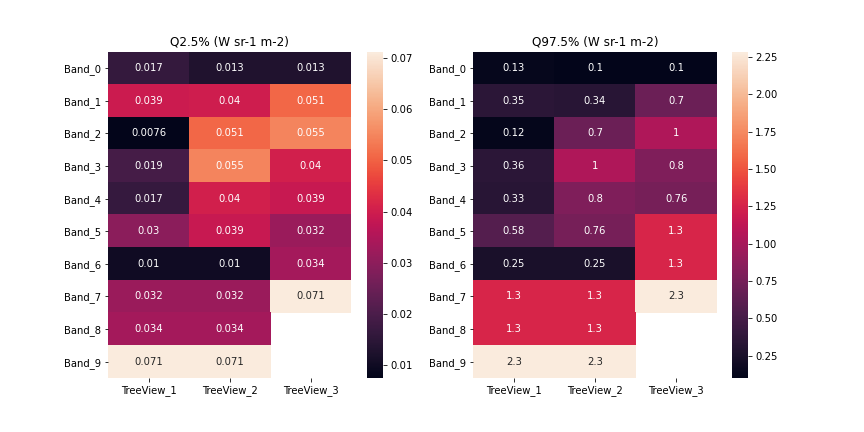 Q2.5% (W sr-1 m-2)
Band_0 0.017 0.013 0.013
Band_1 0.039 0.04 0.051
Band_2 0.0076 0.051 0.055
Band_3 0.019 0.055 0.04
Band_4 0.017 0.04 0.039
Band_5 0.03 0.039 0.032
Band_6 0.01 0.01 0.034
Band_7 0.032 0.032 0.071
Band_8 0.034 0.034
Band_9 0.071 0.071
TreeView_1 TreeView_2 TreeView_3
0.07
0.06
0.05
0.04
0.03
0.02
0.01
Q97.5% (W sr-1 m-2)
Band_0 0.13 0.1 0.1
Band_1 0.35 0.34 0.7
Band_2 0.12 0.7 1
Band_3 0.36 1 0.8
Band_4 0.33 0.8 0.76
Band_5 0.58 0.76 1.3
Band_6 0.25 0.25 1.3
Band_7 1.3 1.3 2.3
Band_8 1.3 1.3
Band_9 2.3 2.3
TreeView_1 TreeView_2 TreeView_3
2.25
2.00
1.75
1.50
1.25
1.00
0.75
0.50
0.25